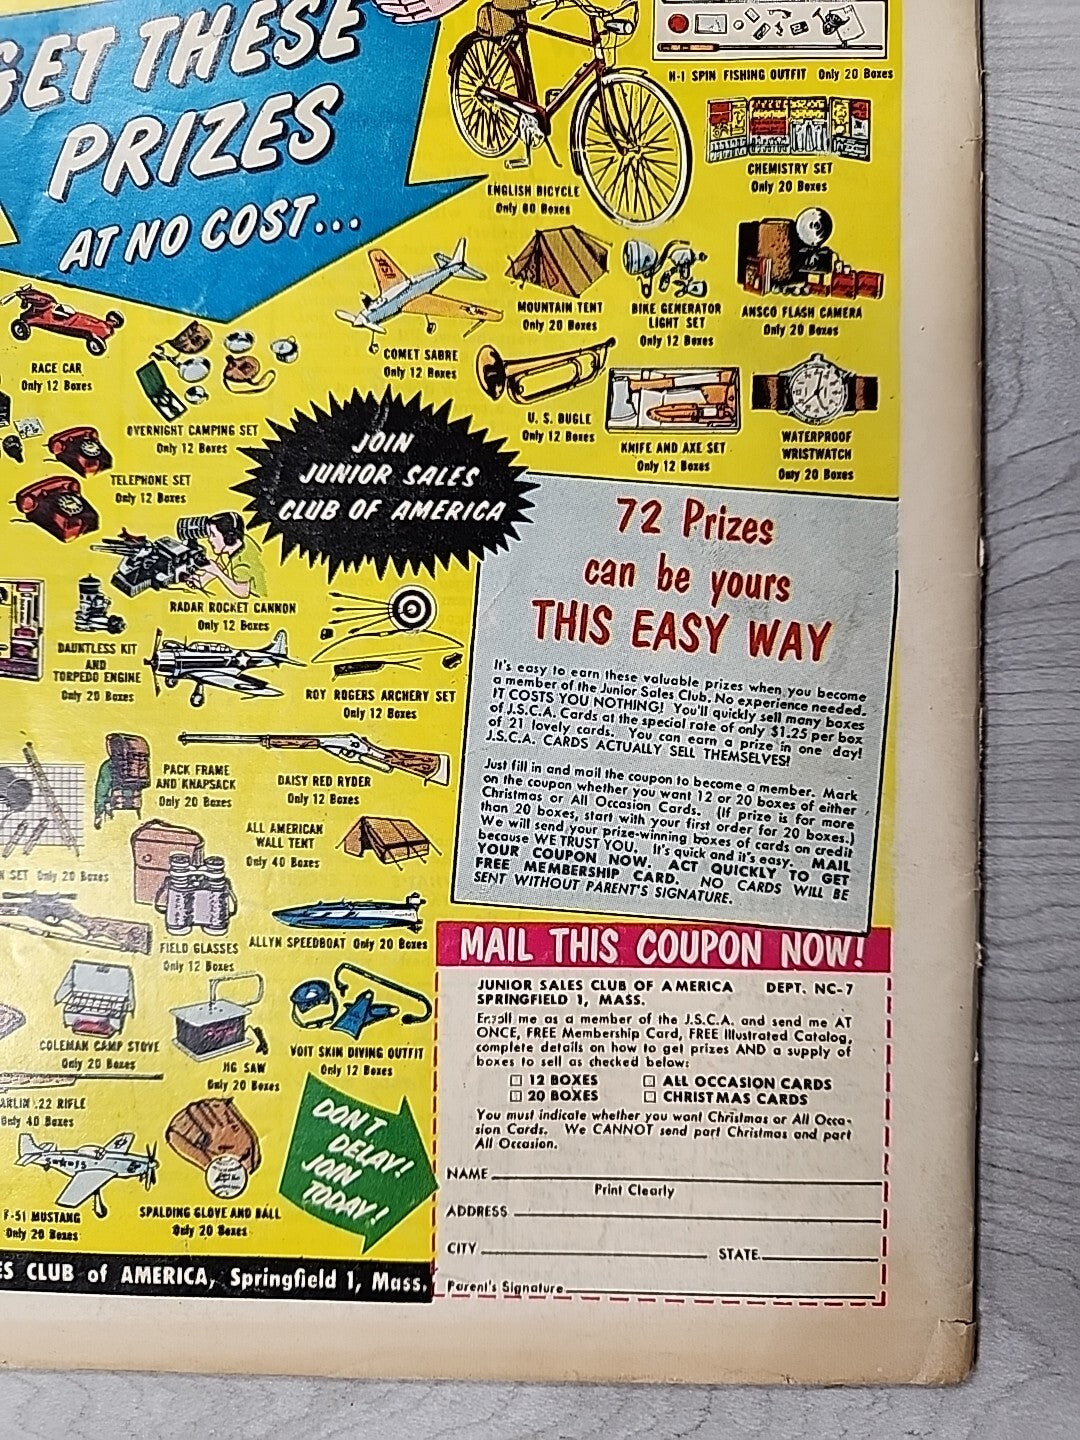 GET THESE
PRIZES
AT NO COST...
H-1 SPIN FISHING OUTFIT Only 20 Boxes
CHEMISTRY SET
Only 20 Boxes
ENGLISH BICYCLE
Only 80 Boxes
MOUNTAIN TENT
Only 20 Boxes
BIKE GENERATOR
LIGHT SET
Only 12 Boxes
ANSCO FLASH CAMERA
Only 20 Boxes
RACE CAR
Only 12 Boxes
COMET SABRE
Only 12 Boxes
U. S. BUGLE
Only 12 Boxes
KNIFE AND AXE SET
Only 12 Boxes
WATERPROOF
WRISTWATCH
Only 20 Boxes
OVERNIGHT CAMPING SET
Only 12 Boxes
JOIN
JUNIOR SALES
CLUB OF AMERICA
TELEPHONE SET
Only 12 Boxes
RADAR ROCKET CANNON
Only 12 Boxes
DAUNTLESS KIT
AND
TORPEDO ENGINE
Only 20 Boxes
ROY ROGERS ARCHERY SET
Only 12 Boxes
PACK FRAME
AND KNAPSACK
Only 20 Boxes
DAISY RED RYDER
Only 12 Boxes
ALL AMERICAN
WALL TENT
Only 40 Boxes
N SET Only 20 Boxes
FIELD GLASSES
Only 12 Boxes
ALLYN SPEEDBOAT Only 20 Boxes
COLEMAN CAMP STOVE
Only 20 Boxes
JIG SAW
Only 20 Boxes
VOIT SKIN DIVING OUTFIT
Only 12 Boxes
ARLIN .22 RIFLE
Only 40 Boxes
F-51 MUSTANG
Only 20 Boxes
SPALDING GLOVE AND BALL
Only 20 Boxes
DON'T
DELAY!
JOIN
TODAY!
ES CLUB of AMERICA, Springfield 1, Mass.
72 Prizes
can be yours
THIS EASY WAY
It's easy to earn these valuable prizes when you become
a member of the Junior Sales Club. No experience needed.
IT COSTS YOU NOTHING! You'll quickly sell many boxes
of J.S.C.A. Cards at the special rate of only $1.25 per box
of 21 lovely cards. You can earn a prize in one day!
J.S.C.A. CARDS ACTUALLY SELL THEMSELVES!
Just fill in and mail the coupon to become a member. Mark
on the coupon whether you want 12 or 20 boxes of either
Christmas or All Occasion Cards. (If prize is for more
than 20 boxes, start with your first order for 20 boxes.)
We will send your prize-winning boxes of cards on credit
because WE TRUST YOU. It's quick and it's easy. MAIL
YOUR COUPON NOW. ACT QUICKLY TO GET
FREE MEMBERSHIP CARD. NO CARDS WILL BE
SENT WITHOUT PARENT'S SIGNATURE.
MAIL THIS COUPON NOW!
JUNIOR SALES CLUB OF AMERICA DEPT. NC-7
SPRINGFIELD 1, MASS.
Enroll me as a member of the J.S.C.A. and send me AT
ONCE, FREE Membership Card, FREE Illustrated Catalog,
complete details on how to get prizes AND a supply of
boxes to sell as checked below:
12 BOXES ALL OCCASION CARDS
20 BOXES CHRISTMAS CARDS
You must indicate whether you want Christmas or All Occa-
sion Cards. We CANNOT send part Christmas and part
All Occasion.
NAME
Print Clearly
ADDRESS
CITY STATE
Parent's Signature